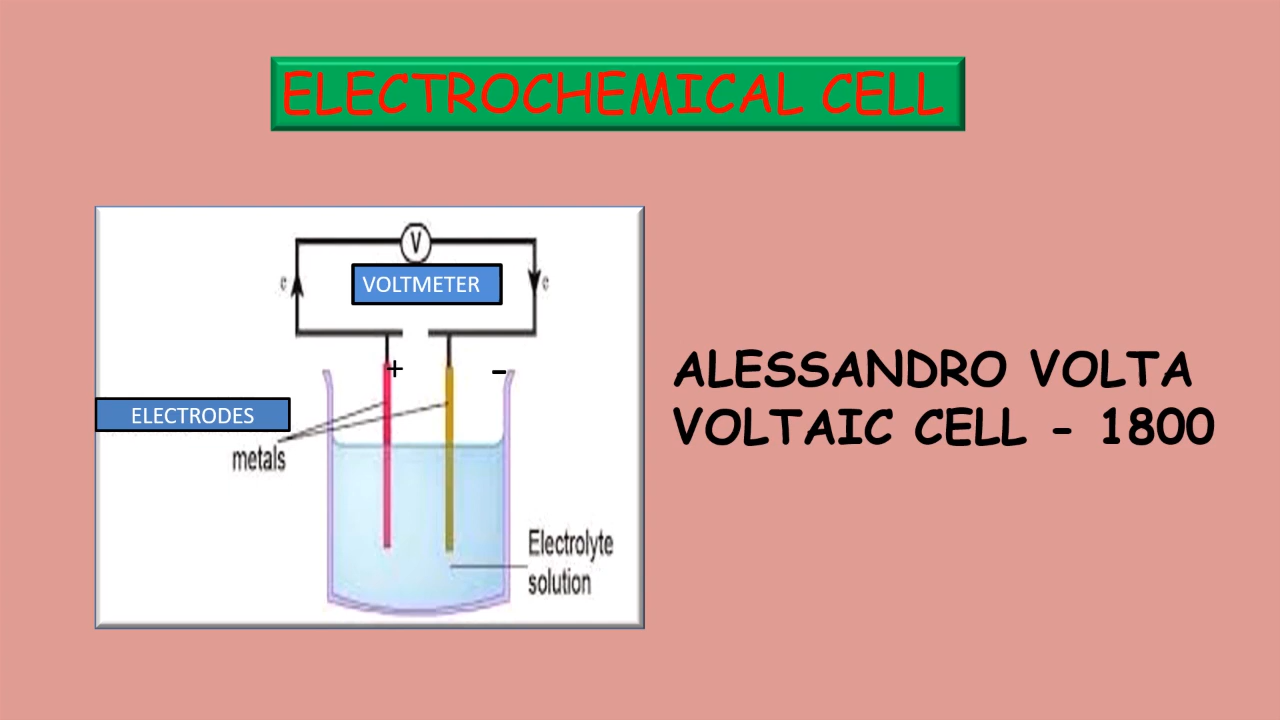 ELECTROCHEMICAL CELL
V
VOLTMETER
e
e
+
-
ELECTRODES
metals
Electrolyte
solution
ALESSANDRO VOLTA
VOLTAIC CELL - 1800